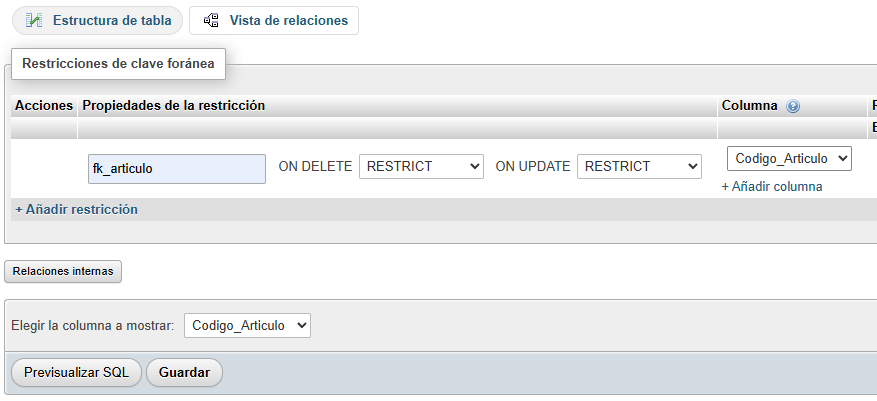 Estructura de tabla Vista de relaciones
Restricciones de clave foránea
Acciones Propiedades de la restricción Columna
fk_articulo ON DELETE RESTRICT ON UPDATE RESTRICT Codigo_Articulo
+ Añadir columna
+ Añadir restricción
Relaciones internas
Elegir la columna a mostrar: Codigo_Articulo
Previsualizar SQL Guardar